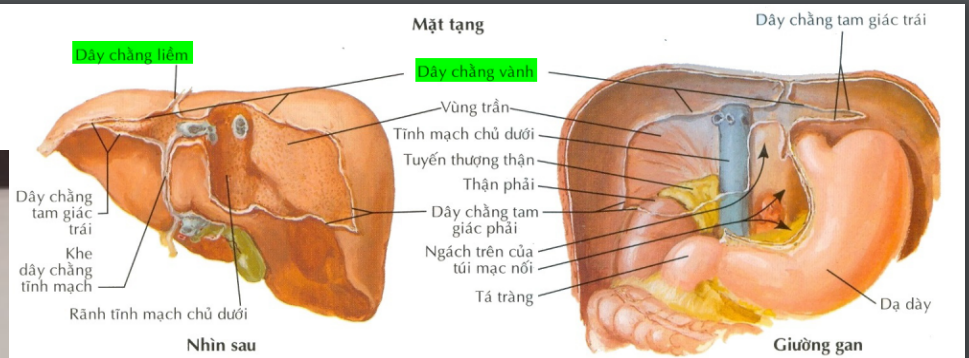 Mặt tạng
Dây chằng tam giác trái
Dây chằng liềm
Dây chằng vành
Vùng trần
Tĩnh mạch chủ dưới
Tuyến thượng thận
Thận phải
Dây chằng tam
giác phải
Ngách trên của
túi mạc nối
Tá tràng
Dây chằng
tam giác
trái
Khe
dây chằng
tĩnh mạch
Rãnh tĩnh mạch chủ dưới
Dạ dày
Nhìn sau
Giường gan